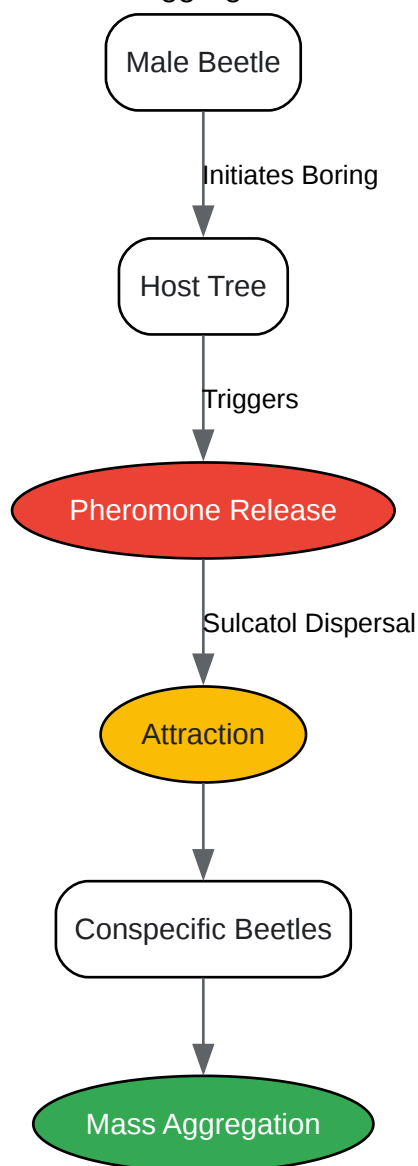 Male Beetle
Initiates Boring
Host Tree
Triggers
Pheromone Release
Sulcatol Dispersal
Attraction
Conspecific Beetles
Mass Aggregation